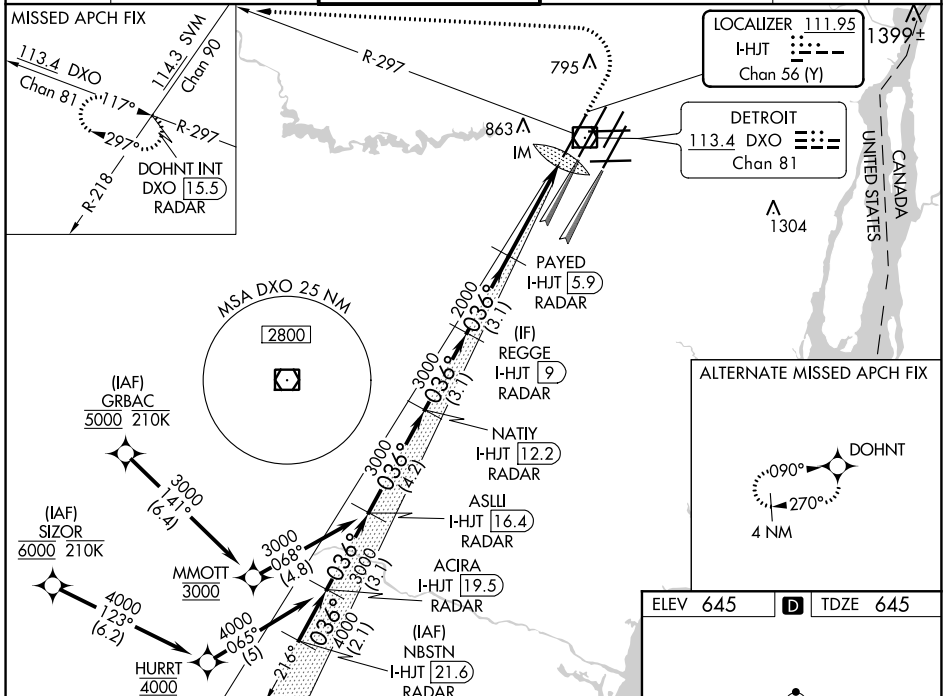 MISSED APCH FIX
113.4 DXO
Chan 81
114.3 SVM
Chan 90
117°
297°
R-297
R-218
DOHNT INT
DXO 15.5
RADAR
R-297
795
863
IM
LOCALIZER 111.95
I-HJT
Chan 56 (Y)
1399±
DETROIT
113.4 DXO
Chan 81
CANADA
UNITED STATES
1304
PAYED
I-HJT 5.9
RADAR
2000
036°
(3.1)
(IF)
REGGE
I-HJT 9
RADAR
3000
036°
(3.1)
NATIY
I-HJT 12.2
RADAR
3000
036°
(4.2)
ASLLI
I-HJT 16.4
RADAR
036°
3000
(3.1)
ACIRA
I-HJT 19.5
RADAR
036°
4000
(2.1)
(IAF)
NBSTN
I-HJT 21.6
RADAR
216°
MSA DXO 25 NM
2800
(IAF)
GRBAC
5000 210K
3000
141°
(6.4)
MMOTT
3000
3000
068°
(4.8)
(IAF)
SIZOR
6000 210K
4000
123°
(6.2)
HURRT
4000
4000
065°
(5)
ALTERNATE MISSED APCH FIX
DOHNT
090°
270°
4 NM
ELEV 645
D
TDZE 645